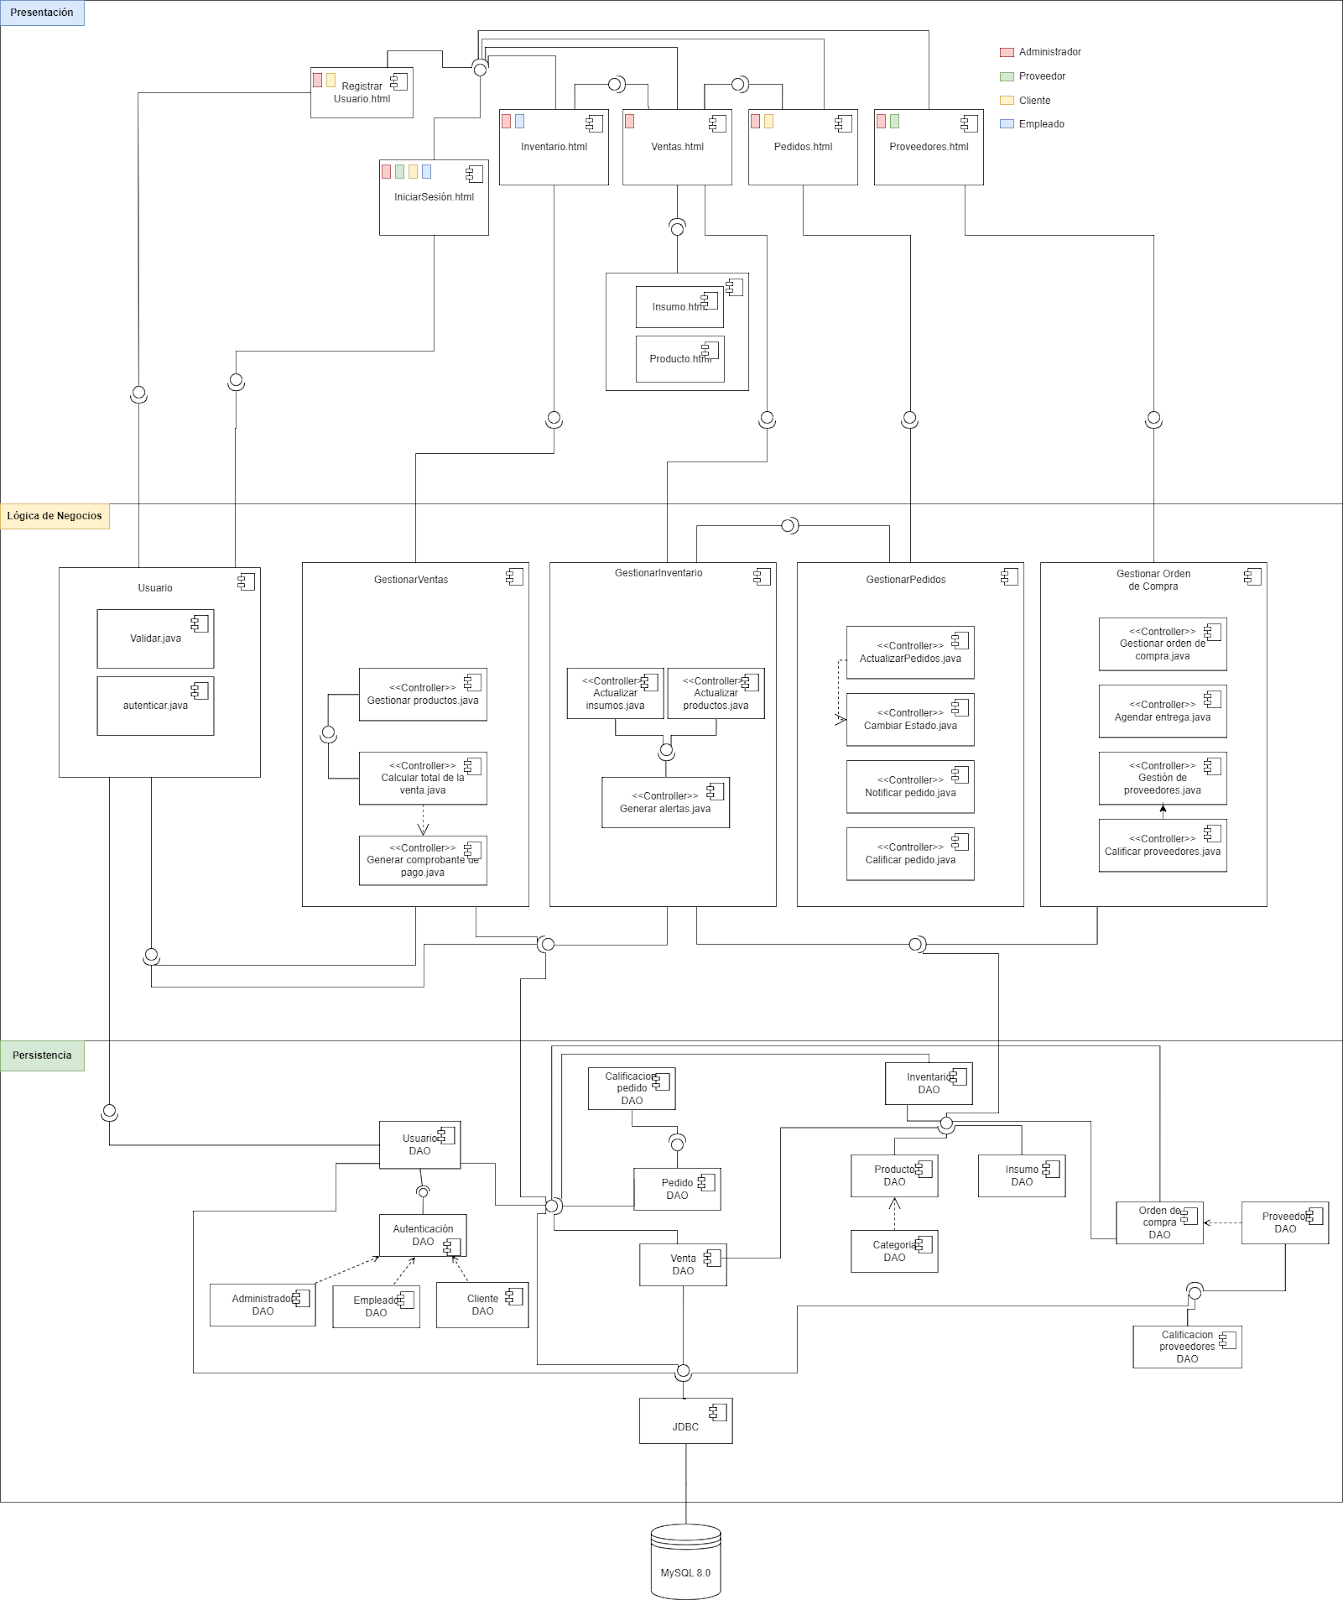 Presentación
Administrador
Proveedor
Cliente
Empleado
Registrar
Usuario.html
Inventario.html
Ventas.html
Pedidos.html
Proveedores.html
IniciarSesión.html
Insumo.html
Producto.html
Lógica de Negocios
Usuario
Validar.java
autenticar.java
GestionarVentas
<<Controller>>
Gestionar productos.java
<<Controller>>
Calcular total de la
venta.java
<<Controller>>
Generar comprobante de
pago.java
GestionarInventario
<<Controller>>
Actualizar
insumos.java
<<Controller>>
Actualizar
productos.java
<<Controller>>
Generar alertas.java
GestionarPedidos
<<Controller>>
ActualizarPedidos.java
<<Controller>>
Cambiar Estado.java
<<Controller>>
Notificar pedido.java
<<Controller>>
Calificar pedido.java
Gestionar Orden
de Compra
<<Controller>>
Gestionar orden de
compra.java
<<Controller>>
Agendar entrega.java
<<Controller>>
Gestión de
proveedores.java
<<Controller>>
Calificar proveedores.java
Persistencia
Calificacion
pedido
DAO
Inventario
DAO
Usuario
DAO
Pedido
DAO
Producto
DAO
Insumo
DAO
Autenticación
DAO
Venta
DAO
Categoria
DAO
Orden de
compra
DAO
Proveedor
DAO
Administrador
DAO
Empleado
DAO
Cliente
DAO
Calificacion
proveedores
DAO
JDBC
MySQL 8.0